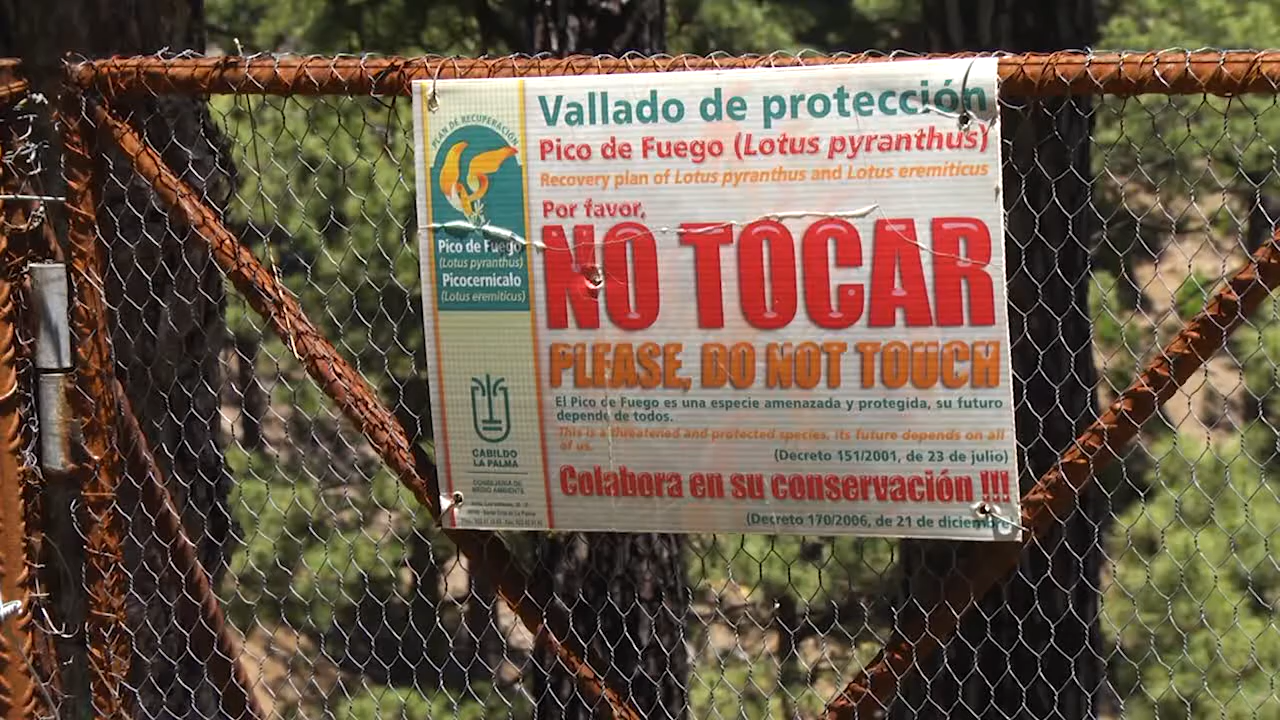 Vallado de protección
Pico de Fuego (Lotus pyranthus)
Recovery plan of Lotus pyranthus and Lotus eremiticus
Por favor,
NO TOCAR
PLEASE, DO NOT TOUCH
El Pico de Fuego es una especie amenazada y protegida, su futuro
depende de todos.
This is a threatened and protected species, its future depends on all
of us.
(Decreto 151/2001, de 23 de julio)
Colabora en su conservación !!!
(Decreto 170/2006, de 21 de diciembre
PLAN DE RECUPERACIÓN
Pico de Fuego
(Lotus pyranthus)
Picocernícalo
(Lotus eremiticus)
CABILDO
LA PALMA
CONSEJERÍA DE
MEDIO AMBIENTE